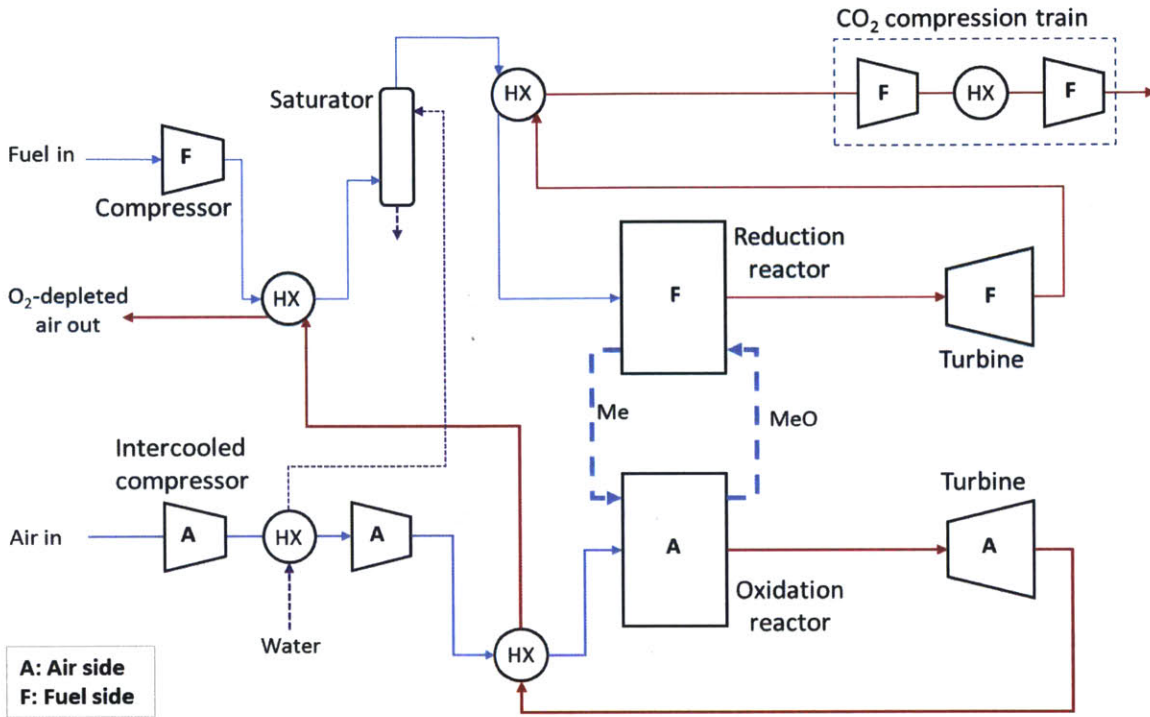 CO₂ compression train
F
HX
F
HX
Saturator
Fuel in
F
Compressor
HX
O₂-depleted
air out
F
Reduction
reactor
F
Turbine
Me
MeO
Intercooled
compressor
Air in
A
HX
A
Water
HX
A
Oxidation
reactor
Turbine
A
A: Air side
F: Fuel side